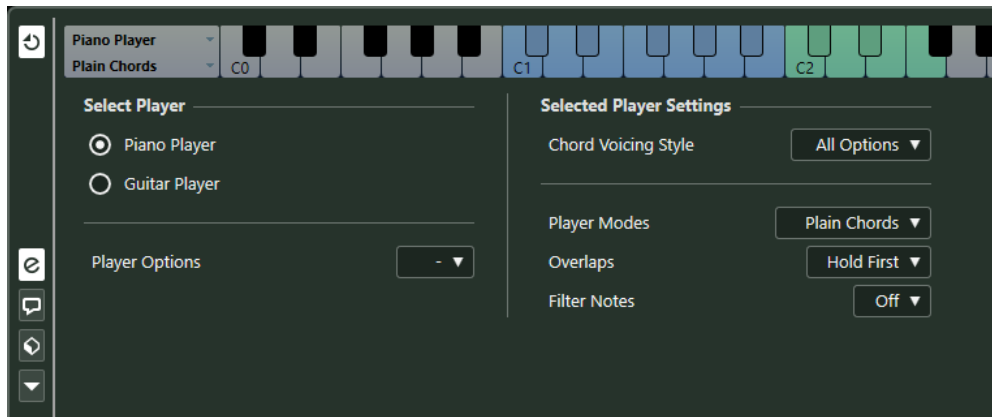 Piano Player
Plain Chords
C0
C1
C2
Select Player
Piano Player
Guitar Player
Player Options
-
Selected Player Settings
Chord Voicing Style
All Options
Player Modes
Plain Chords
Overlaps
Hold First
Filter Notes
Off